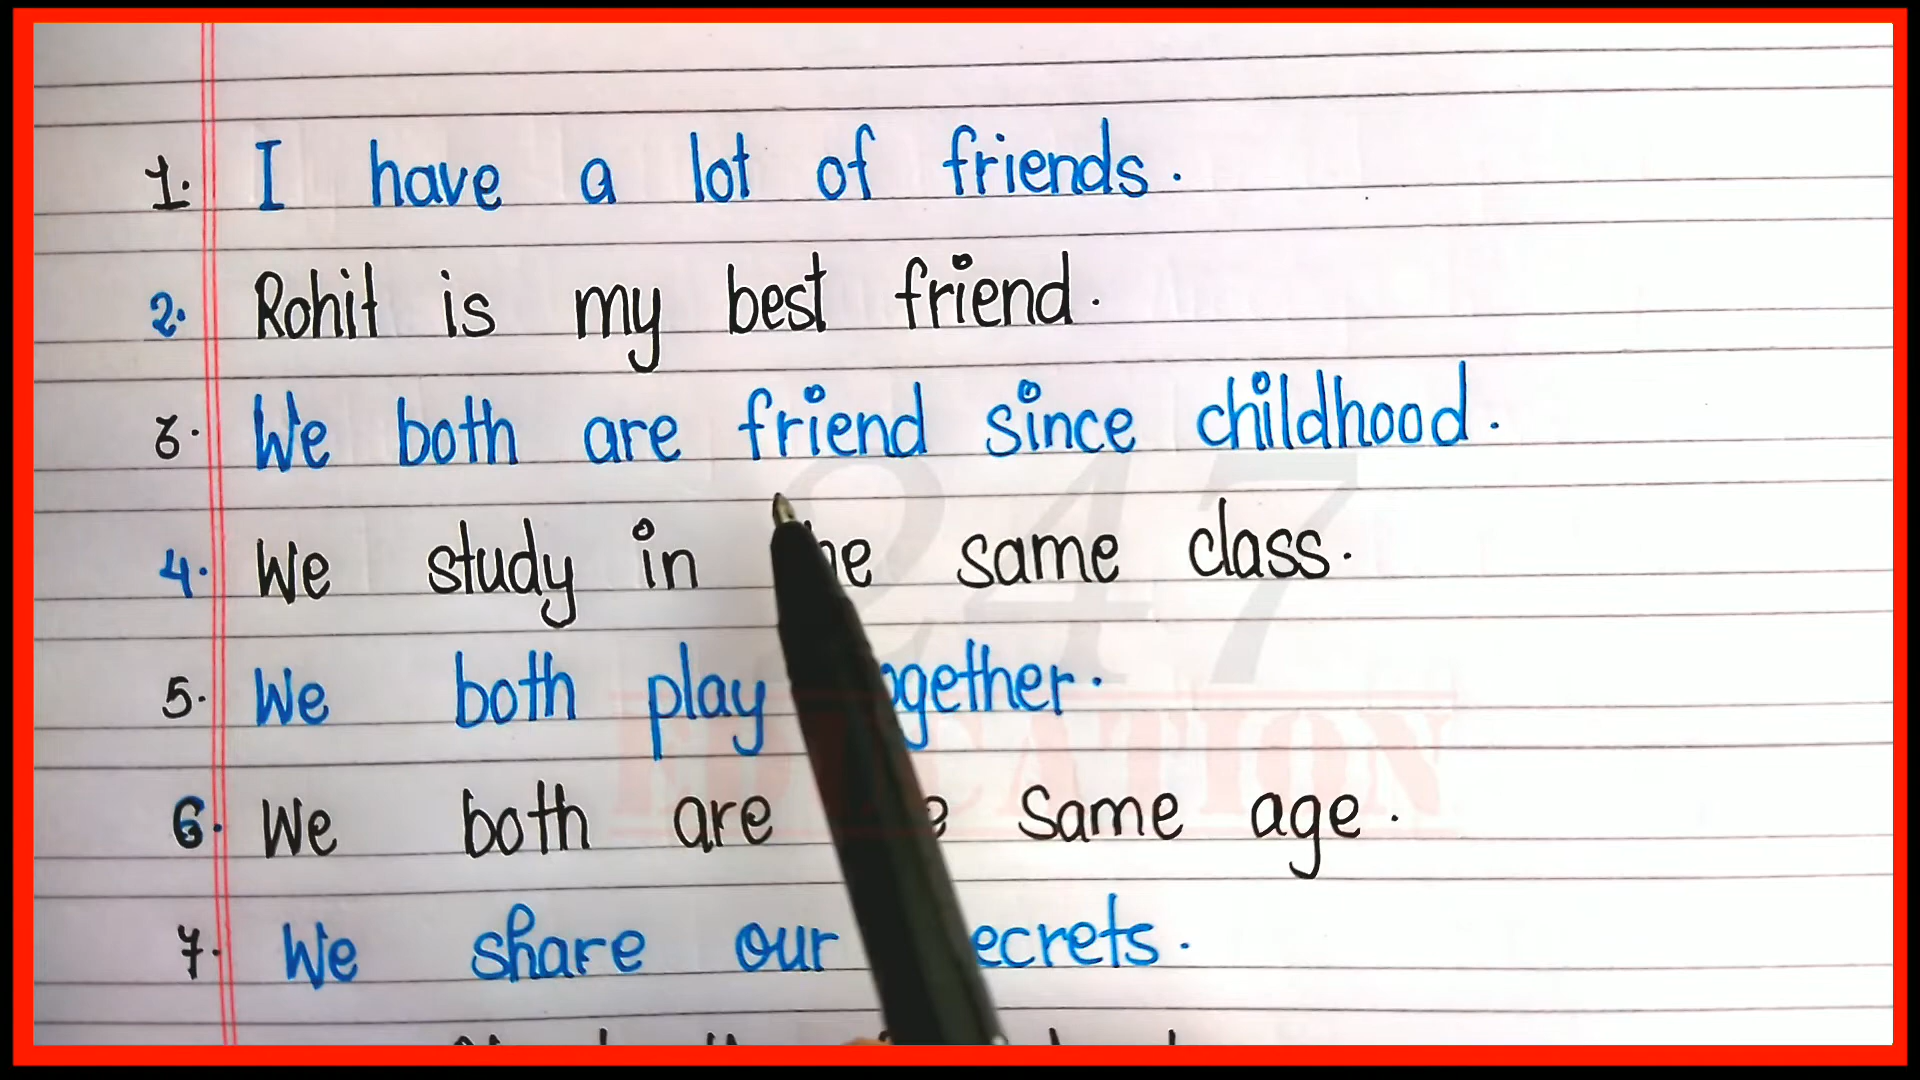 1. I have a lot of friends.
2. Rohit is my best friend.
3. We both are friend since childhood.
4. We study in same class.
5. We both play
6. We both are same age.
7. We share our
247
EDUCATION